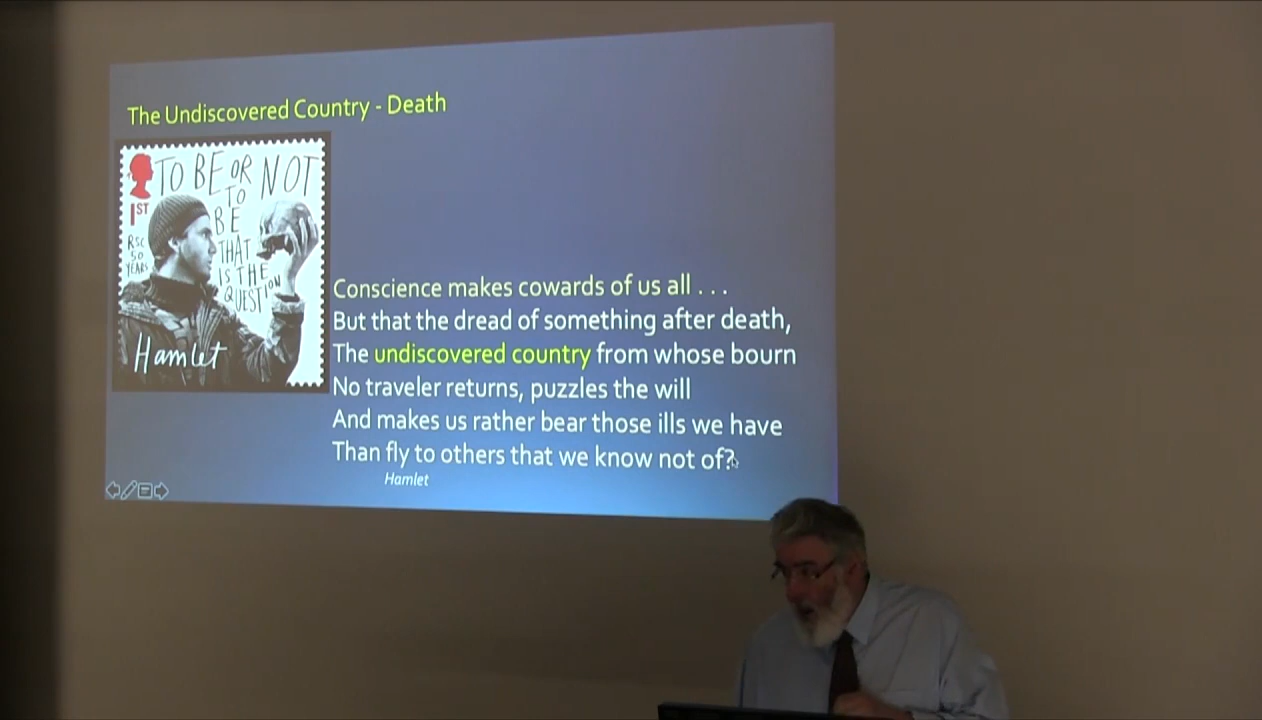 The Undiscovered Country - Death
TO BE OR NOT
TO
BE
THAT
IS THE
QUESTION
1ST
RSC
50
YEARS
Hamlet
Conscience makes cowards of us all . . .
But that the dread of something after death,
The undiscovered country from whose bourn
No traveler returns, puzzles the will
And makes us rather bear those ills we have
Than fly to others that we know not of?
Hamlet